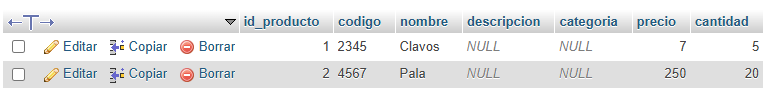 id_producto codigo nombre descripcion categoria precio cantidad
Editar Copiar Borrar 1 2345 Clavos NULL NULL 7 5
Editar Copiar Borrar 2 4567 Pala NULL NULL 250 20